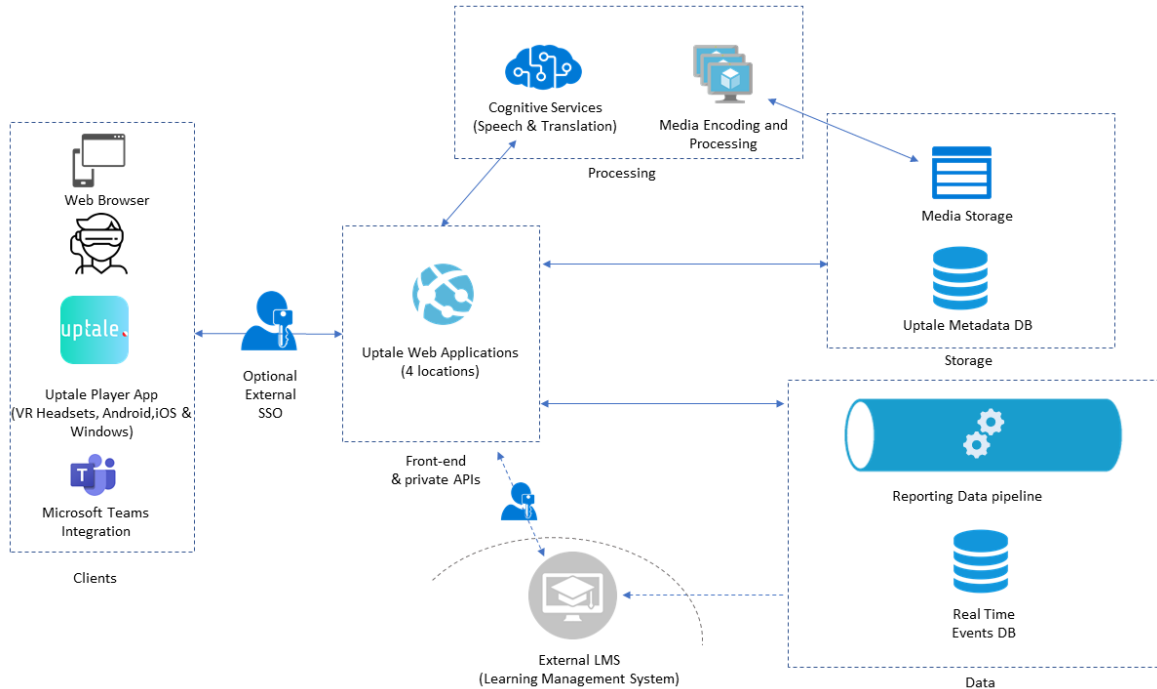 Cognitive Services
(Speech & Translation)
Media Encoding and
Processing
Processing
Web Browser
uptale.
Uptale Player App
(VR Headsets, Android,iOS &
Windows)
T
Microsoft Teams
Integration
Clients
Optional
External
SSO
Uptale Web Applications
(4 locations)
Front-end
& private APIs
Media Storage
Uptale Metadata DB
Storage
Reporting Data pipeline
Real Time
Events DB
Data
External LMS
(Learning Management System)